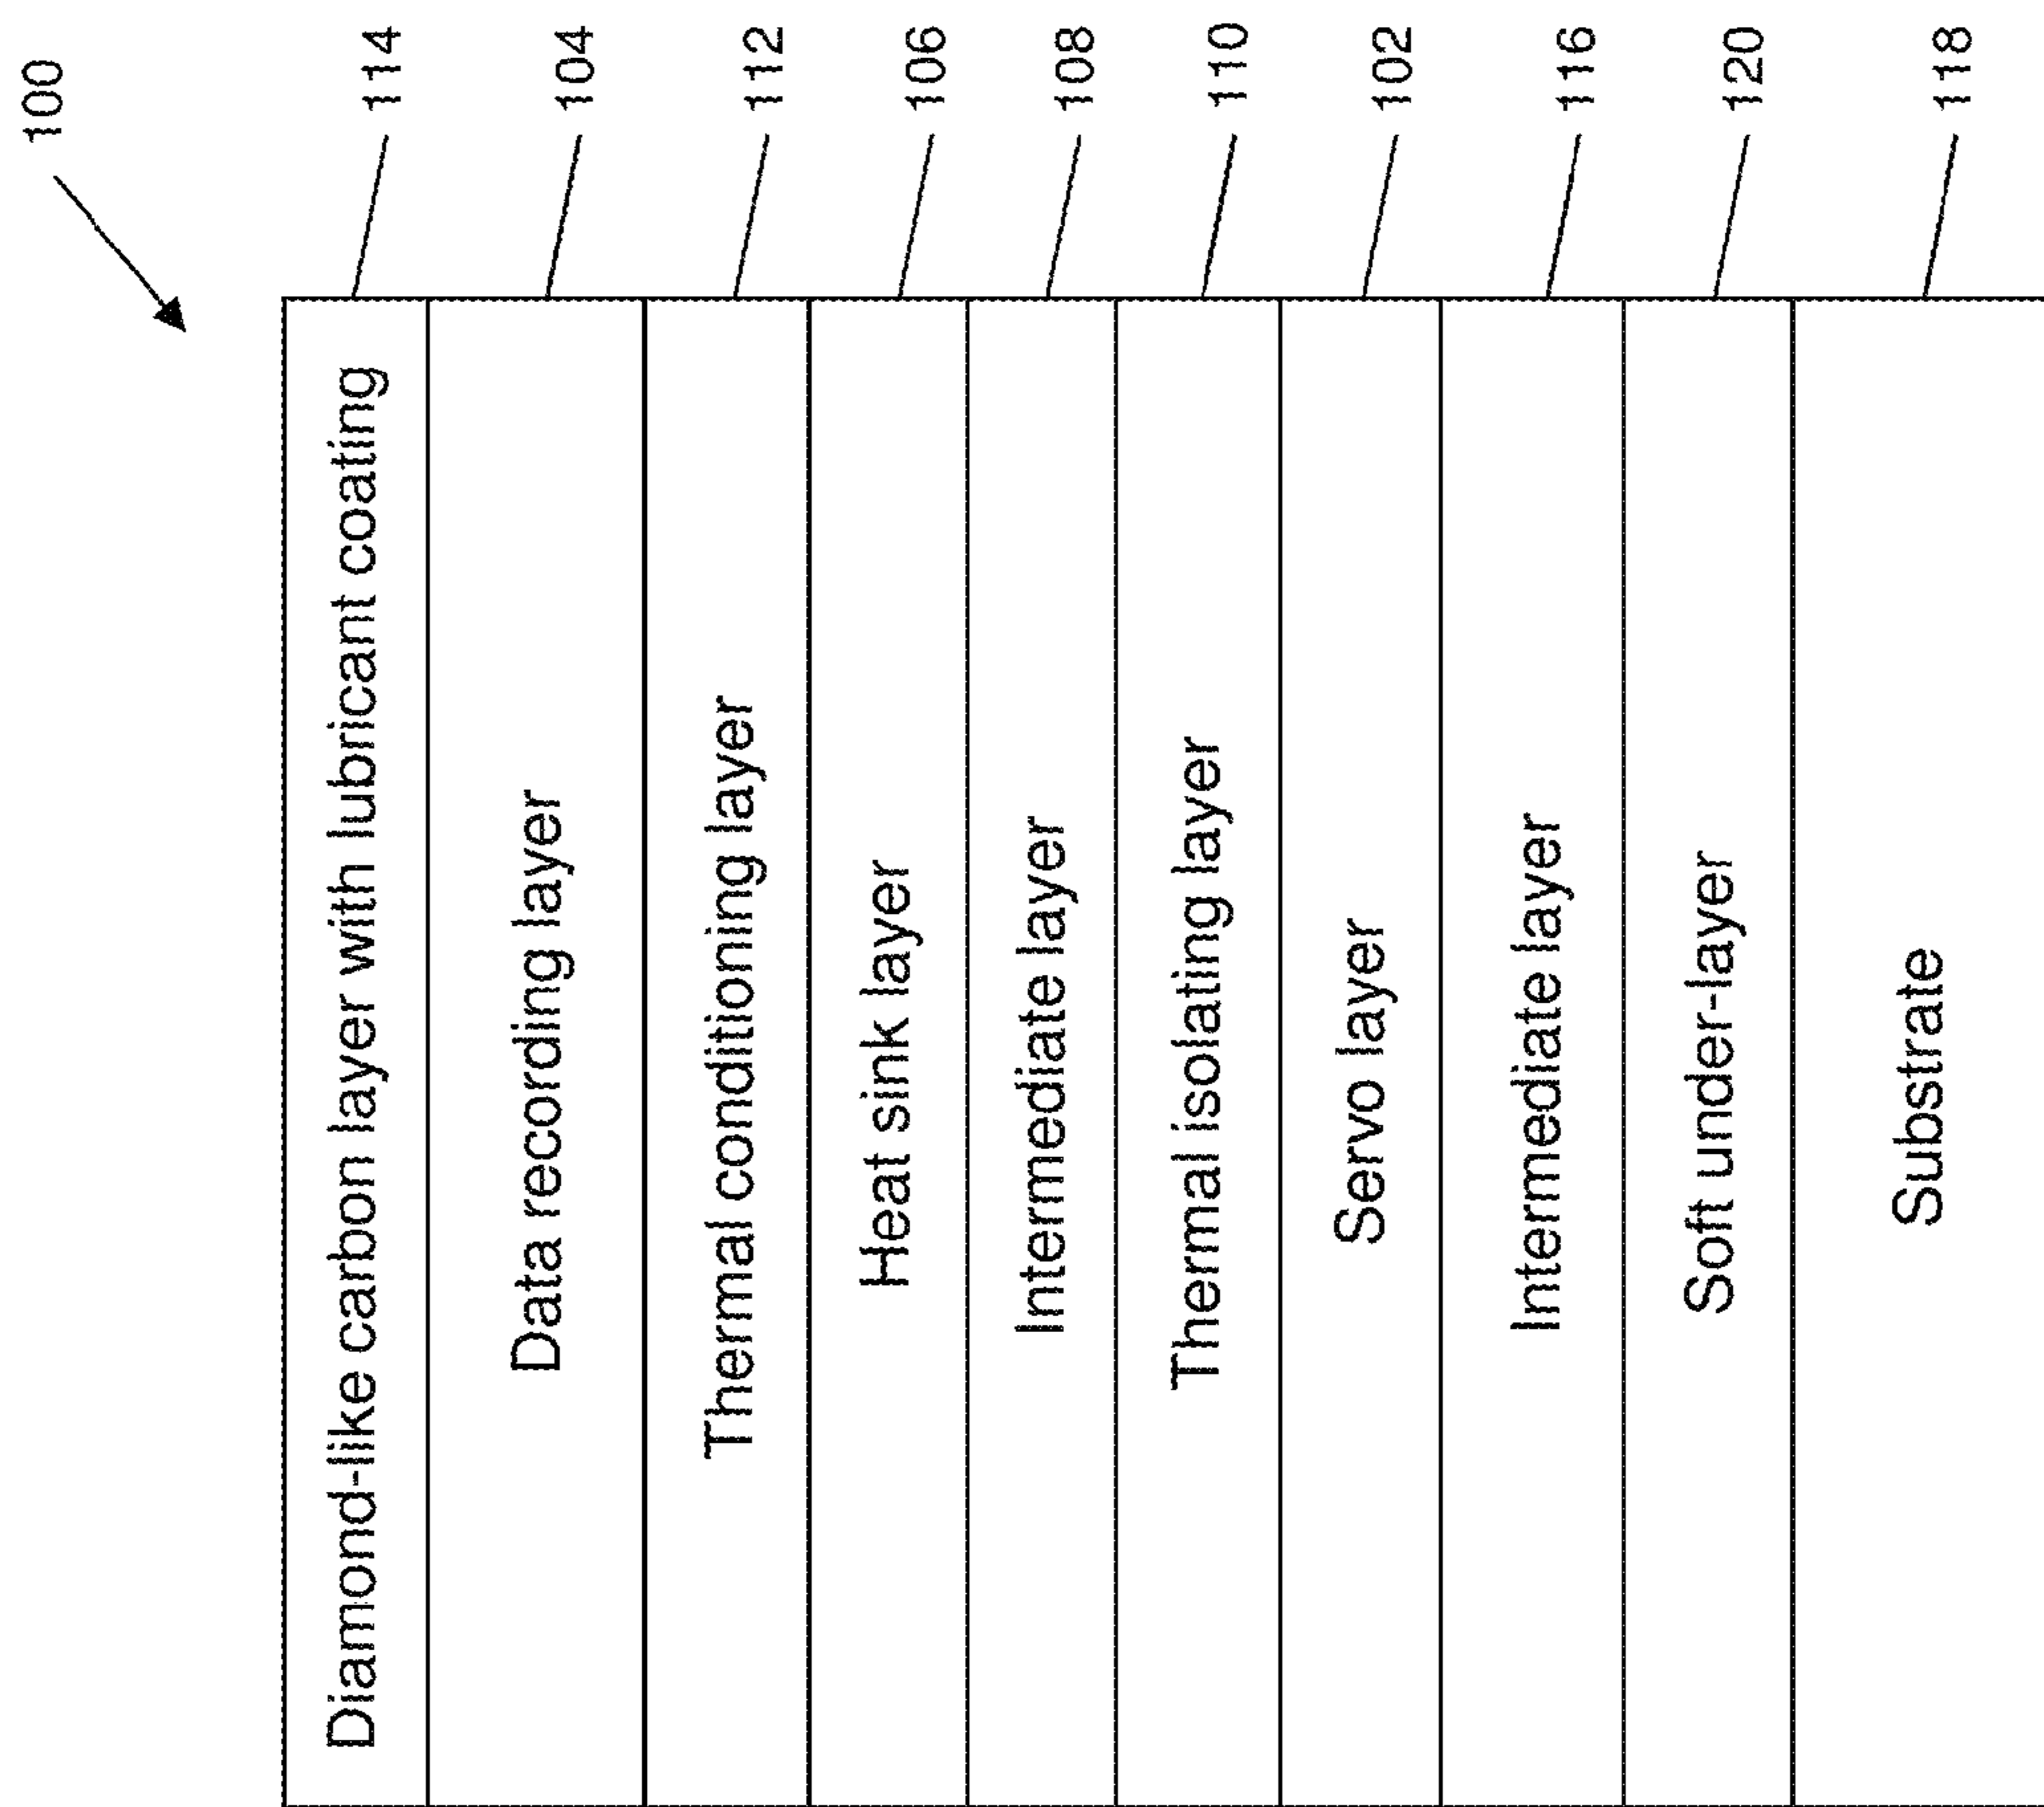 100
Diamond-like carbon layer with lubricant coating 114
Data recording layer 104
Thermal conditioning layer 112
Heat sink layer 106
Intermediate layer 108
Thermal isolating layer 110
Servo layer 102
Intermediate layer 116
Soft under-layer 120
Substrate 118